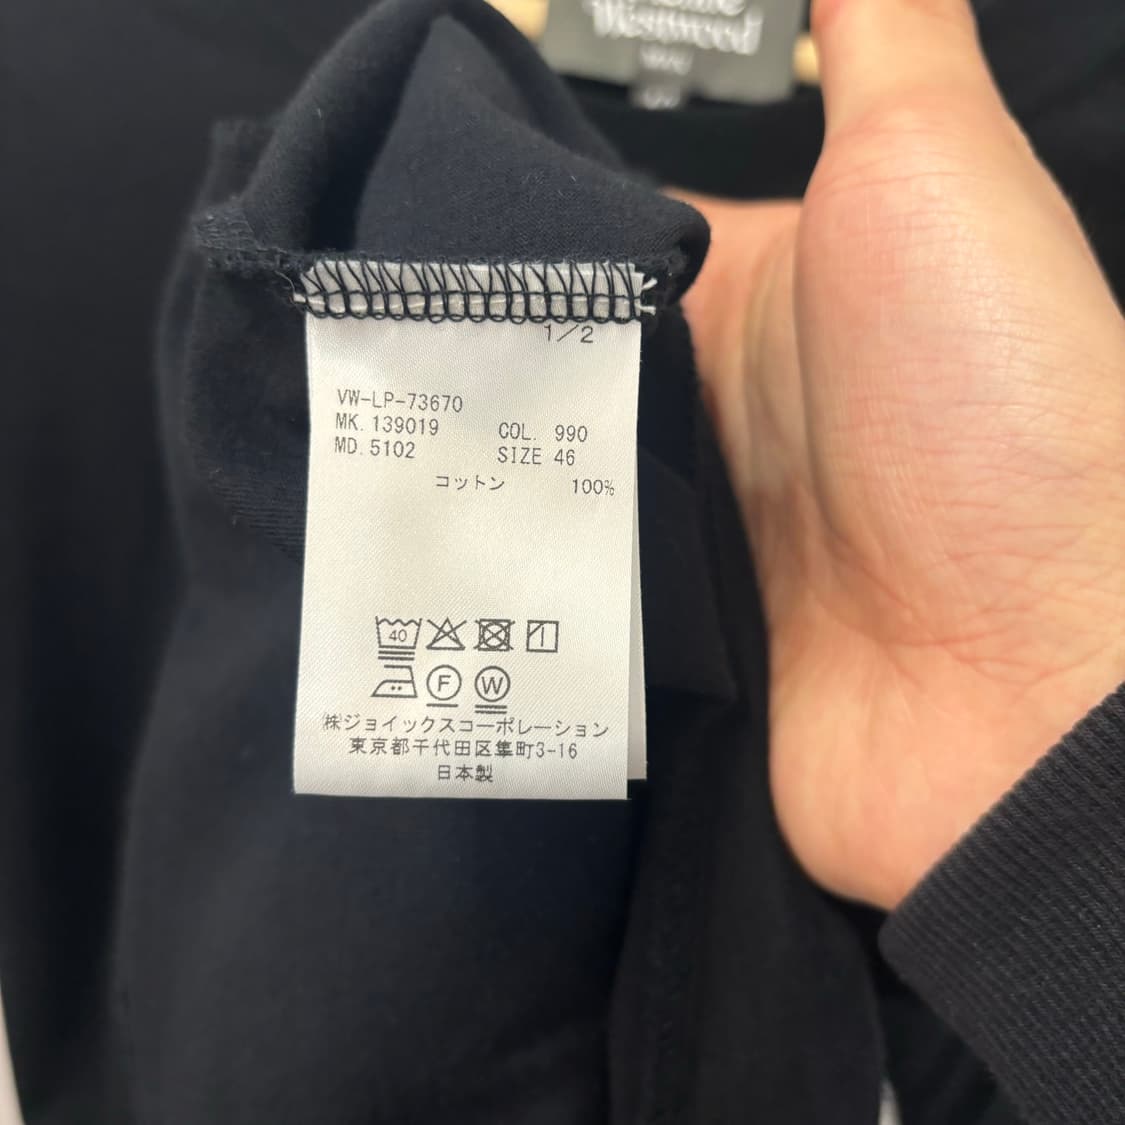 Westwood
1/2
VW-LP-73670
MK. 139019
MD. 5102
COL. 990
SIZE 46
コットン 100%
40
F W
㈱ジョイックスコーポレーション
東京都千代田区隼町3-16
日本製